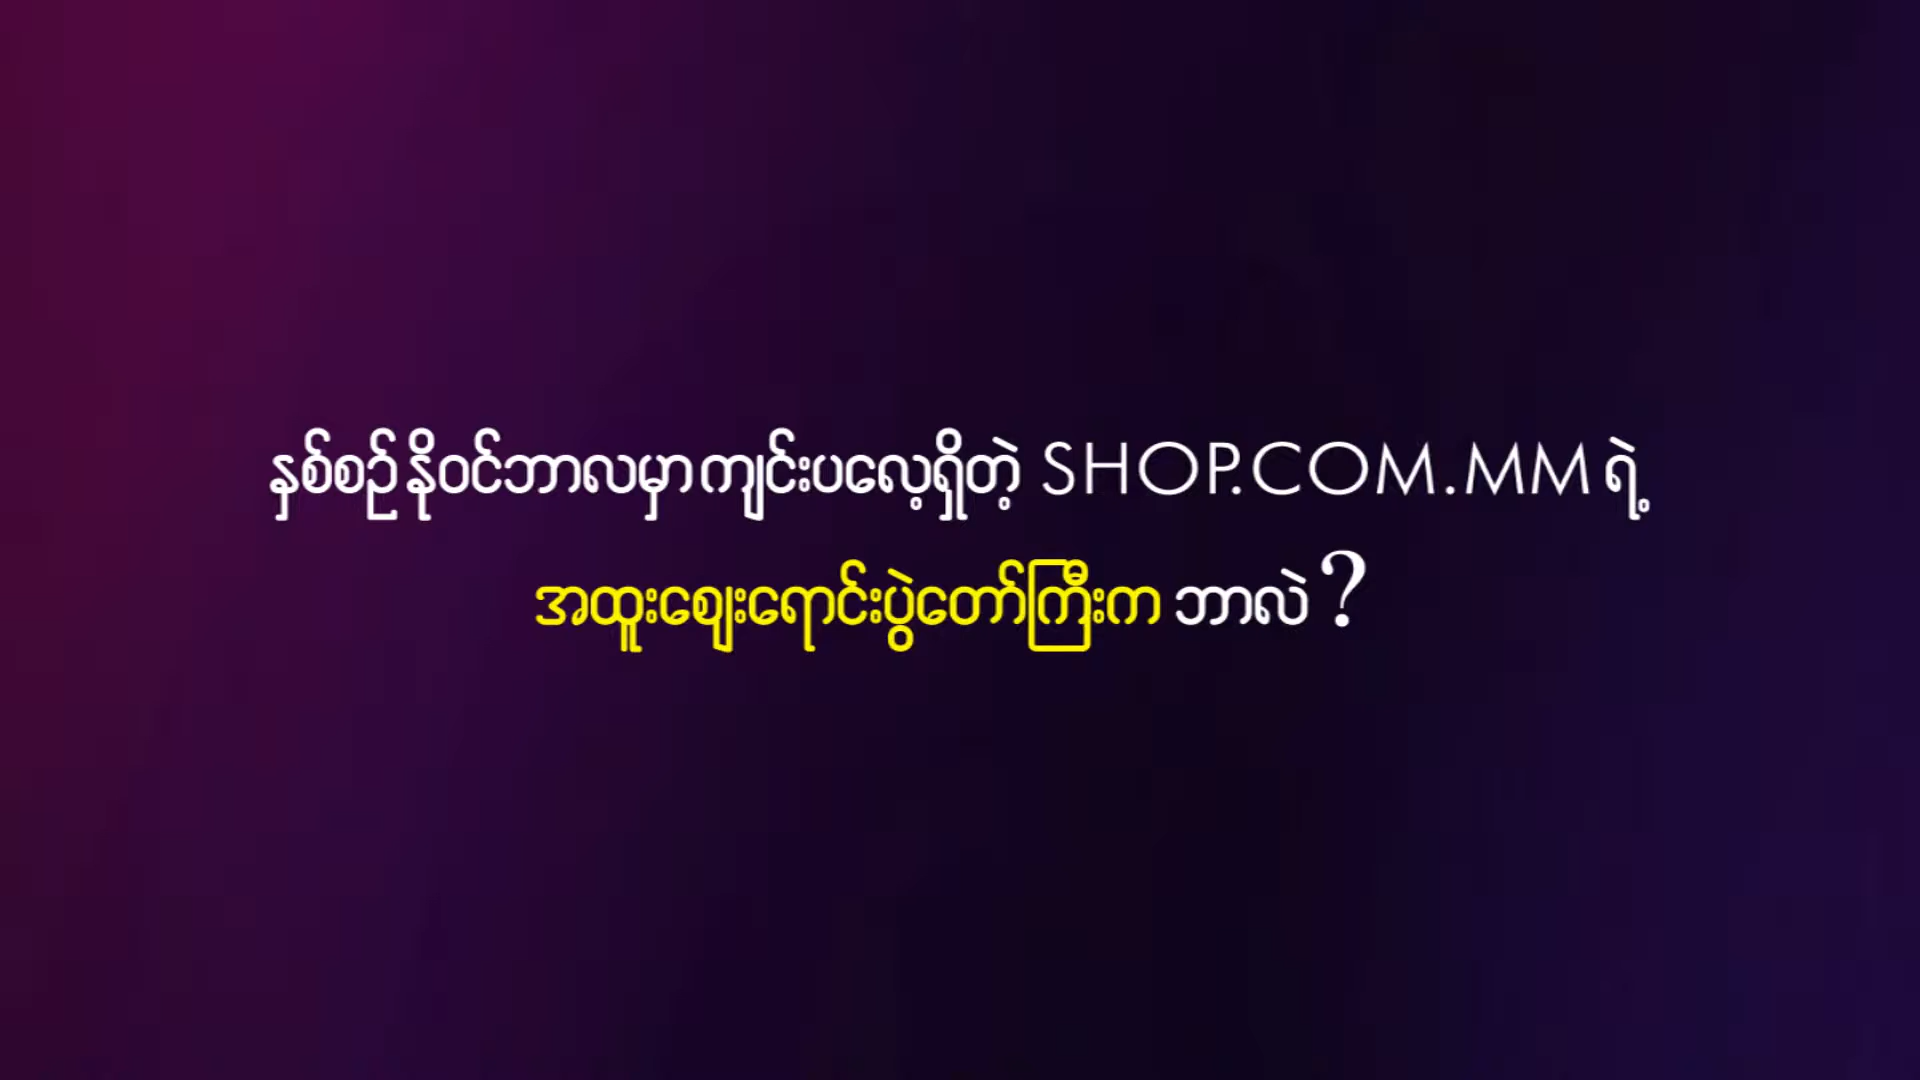 နှစ်စဉ် နိုဝင်ဘာလမှာ ကျင်းပလေ့ရှိတဲ့ SHOP.COM.MM ရဲ့
အထူးဈေးရောင်းပွဲတော်ကြီးက ဘာလဲ ?